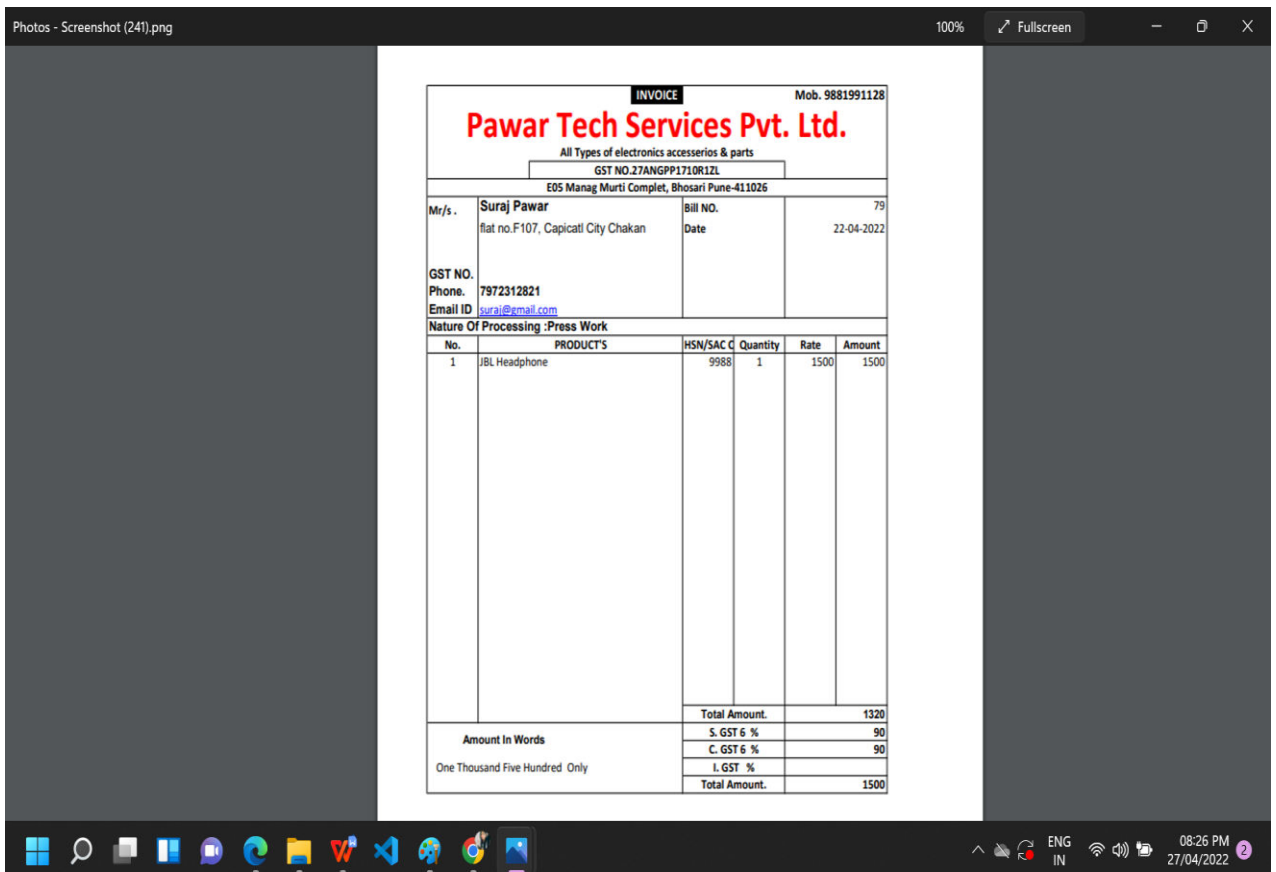 Photos - Screenshot (241).png 100% Fullscreen
INVOICE Mob. 9881991128
Pawar Tech Services Pvt. Ltd.
All Types of electronics accesserios & parts
GST NO.27ANGPP1710R1ZL
E05 Manag Murti Complet, Bhosari Pune-411026
Mr/s . Suraj Pawar Bill NO. 79
flat no.F107, Capicatl City Chakan Date 22-04-2022
GST NO.
Phone. 7972312821
Email ID suraj@gmail.com
Nature Of Processing :Press Work
No. PRODUCT'S HSN/SAC C Quantity Rate Amount
1 JBL Headphone 9988 1 1500 1500
Total Amount. 1320
Amount In Words S. GST 6 % 90
C. GST 6 % 90
One Thousand Five Hundred Only I. GST %
Total Amount. 1500
ENG 08:26 PM
IN 27/04/2022 2